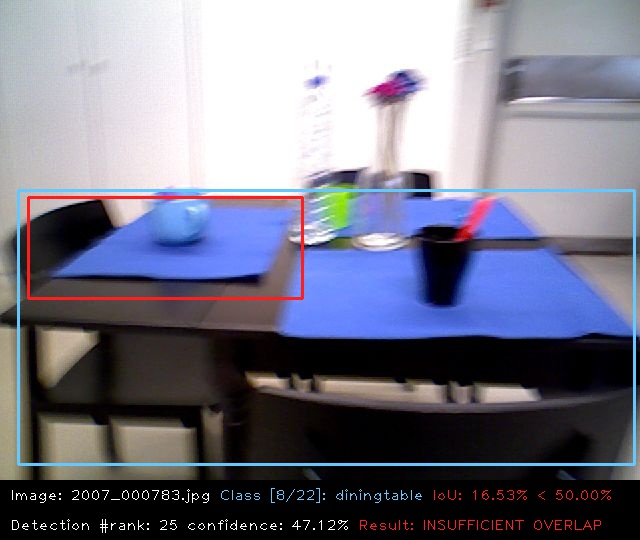 Image: 2007_000783.jpg Class [8/22]: diningtable IoU: 16.53% < 50.00%
Detection #rank: 25 confidence: 47.12% Result: INSUFFICIENT OVERLAP